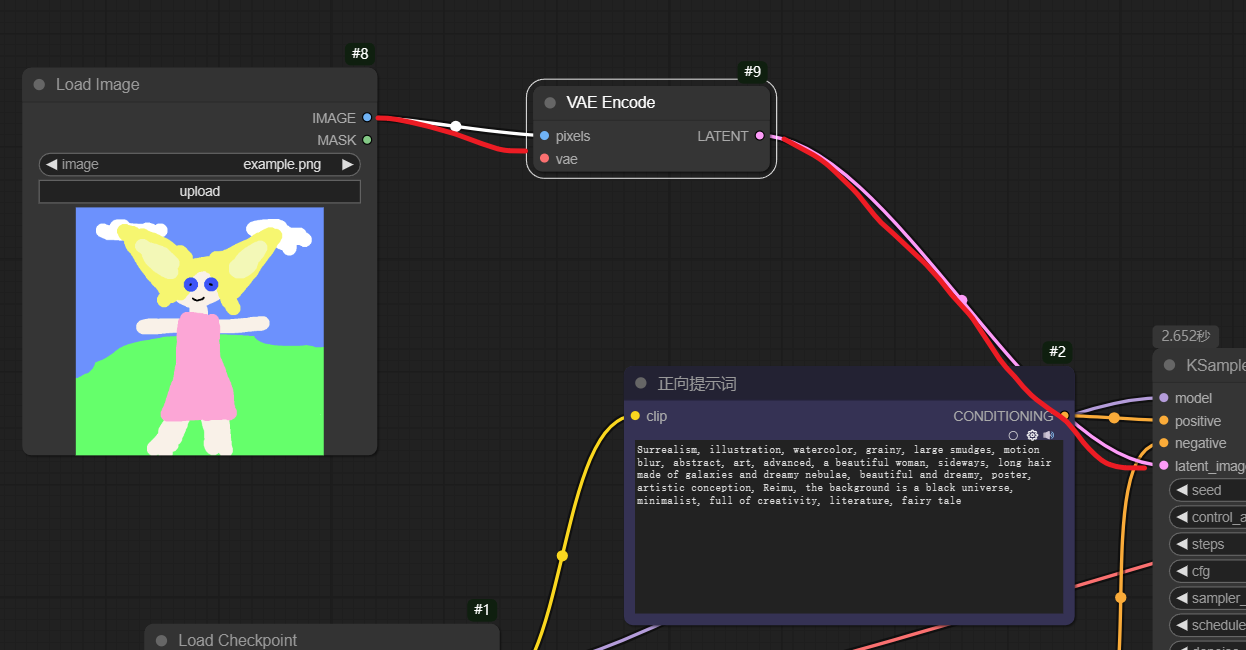 #8
Load Image
IMAGE
MASK
image example.png
upload
#9
VAE Encode
pixels LATENT
vae
#2
正向提示词
clip CONDITIONING
Surrealism, illustration, watercolor, grainy, large smudges, motion
blur, abstract, art, advanced, a beautiful woman, sideways, long hair
made of galaxies and dreamy nebulae, beautiful and dreamy, poster,
artistic conception, Reimu, the background is a black universe,
minimalist, full of creativity, literature, fairy tale
2.652秒
KSample
model
positive
negative
latent_imag
seed
control_a
steps
cfg
sampler_
schedule
#1
Load Checkpoint